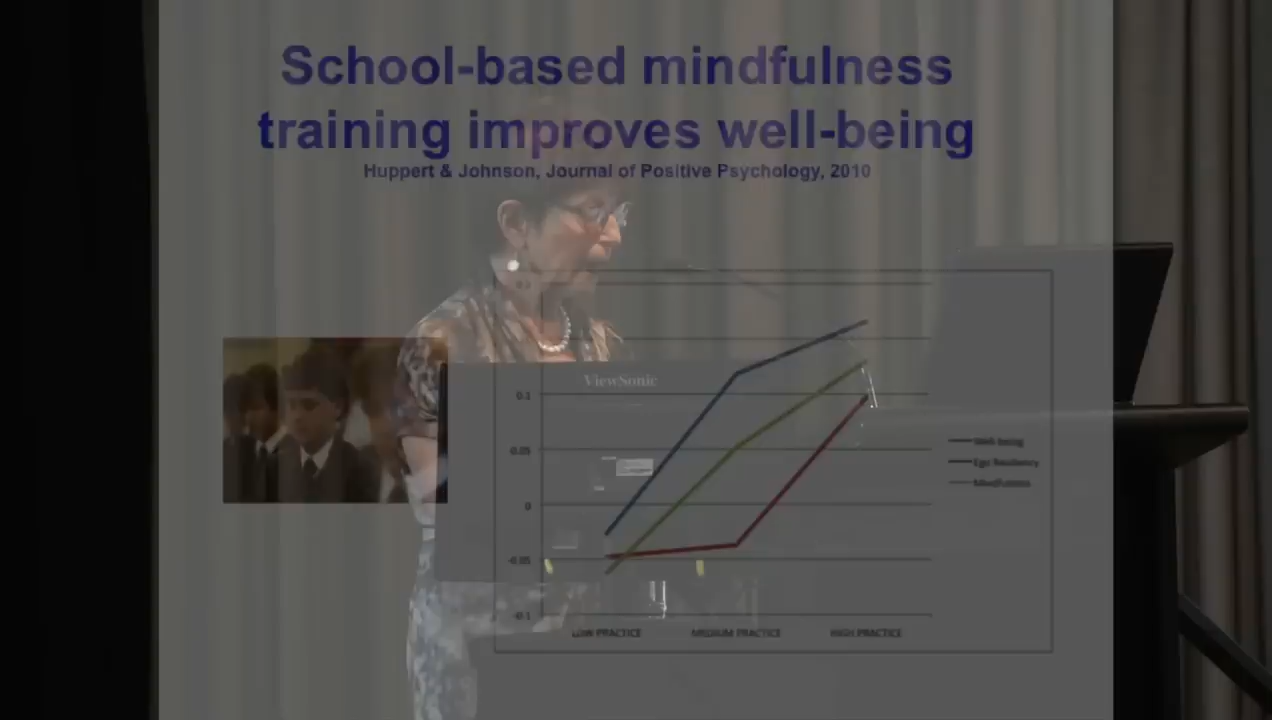 School-based mindfulness
training improves well-being
Huppert & Johnson, Journal of Positive Psychology, 2010
ViewSonic
0.1
0.05
0
-0.05
-0.1
LOW PRACTICE
MEDIUM PRACTICE
HIGH PRACTICE
Well-being
Ego Resiliency
Mindfulness